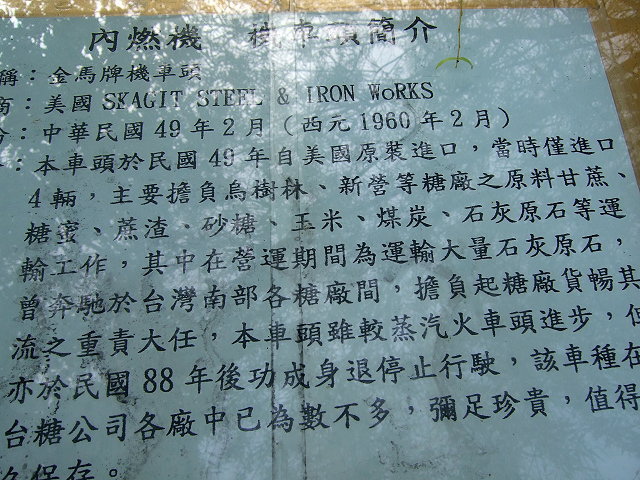 內燃機 樹車頭簡介
稱：金馬牌機車頭
商：美國 SKAGIT STEEL & IRON WoRKS
份：中華民國 49 年 2 月（西元 1960 年 2 月）
：本車頭於民國 49 年自美國原裝進口，當時僅進口
4 輛，主要擔負烏樹林、新營等糖廠之原料甘蔗、
糖蜜、蔗渣、砂糖、玉米、煤炭、石灰原石等運
輸工作，其中在營運期間為運輸大量石灰原石，
曾奔馳於台灣南部各糖廠間，擔負起糖廠貨暢其
流之重責大任，本車頭雖較蒸汽火車頭進步，但
亦於民國 88 年後功成身退停止行駛，該車種在
台糖公司各廠中已為數不多，彌足珍貴，值得
久保存。